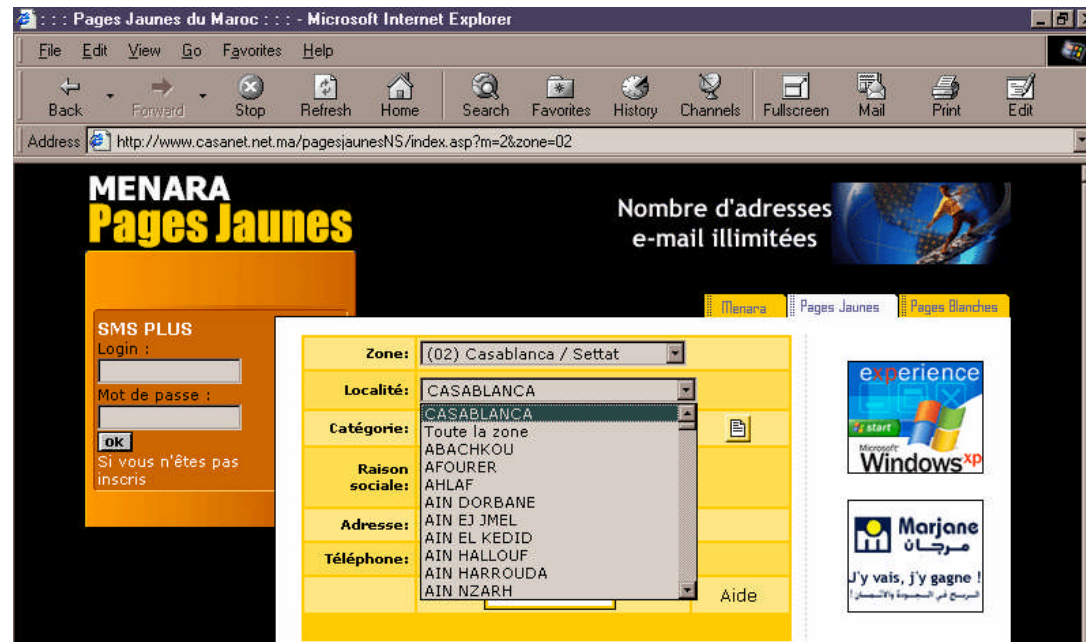 : : : Pages Jaunes du Maroc : : : - Microsoft Internet Explorer
File Edit View Go Favorites Help
Back Forward Stop Refresh Home Search Favorites History Channels Fullscreen Mail Print Edit
Address http://www.casanet.net.ma/pagesjaunesNS/index.asp?m=2&zone=02
MENARA
Pages Jaunes
Nombre d'adresses
e-mail illimitées
Menara Pages Jaunes Pages Blanches
SMS PLUS
Login :
Mot de passe :
ok
Si vous n'êtes pas
inscris
Zone: (02) Casablanca / Settat
Localité: CASABLANCA
Catégorie:
Raison
sociale:
Adresse:
Téléphone:
CASABLANCA
Toute la zone
ABACHKOU
AFOURER
AHLAF
AIN DORBANE
AIN EJ JMEL
AIN EL KEDID
AIN HALLOUF
AIN HARROUDA
AIN NZARH
Aide
experience
start
Microsoft
Windows xp
Marjane
مرجان
J'y vais, j'y gagne !